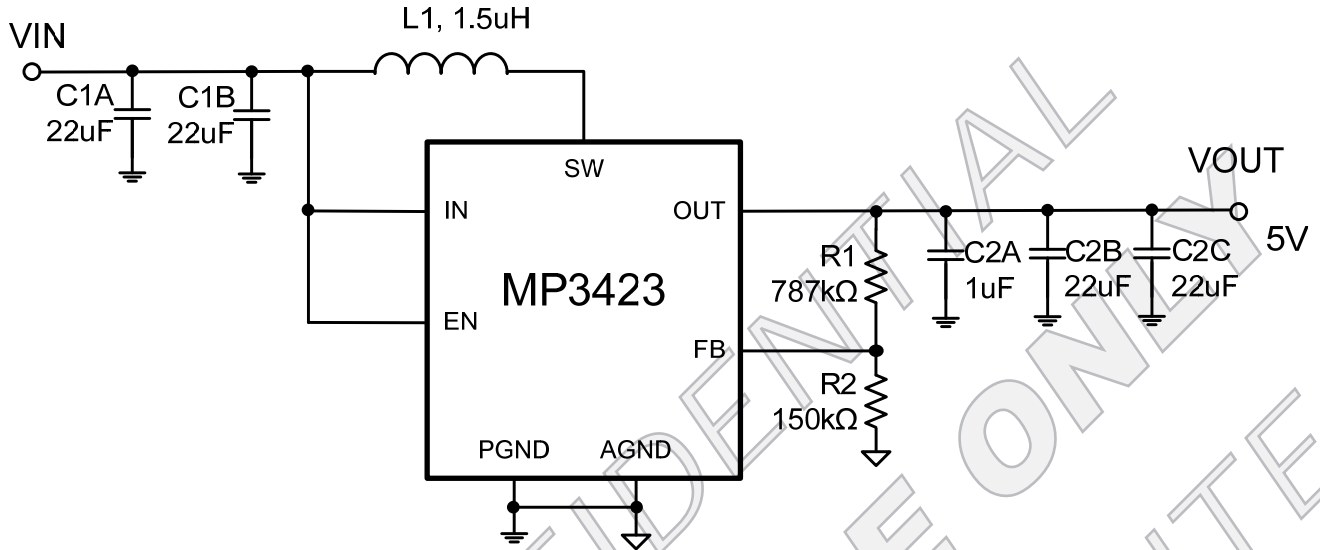 L1, 1.5uH
VIN
C1A
22uF
C1B
22uF
SW
IN
OUT
VOUT
5V
MP3423
R1
787kΩ
C2A
1uF
C2B
22uF
C2C
22uF
EN
FB
R2
150kΩ
PGND
AGND
ONLY